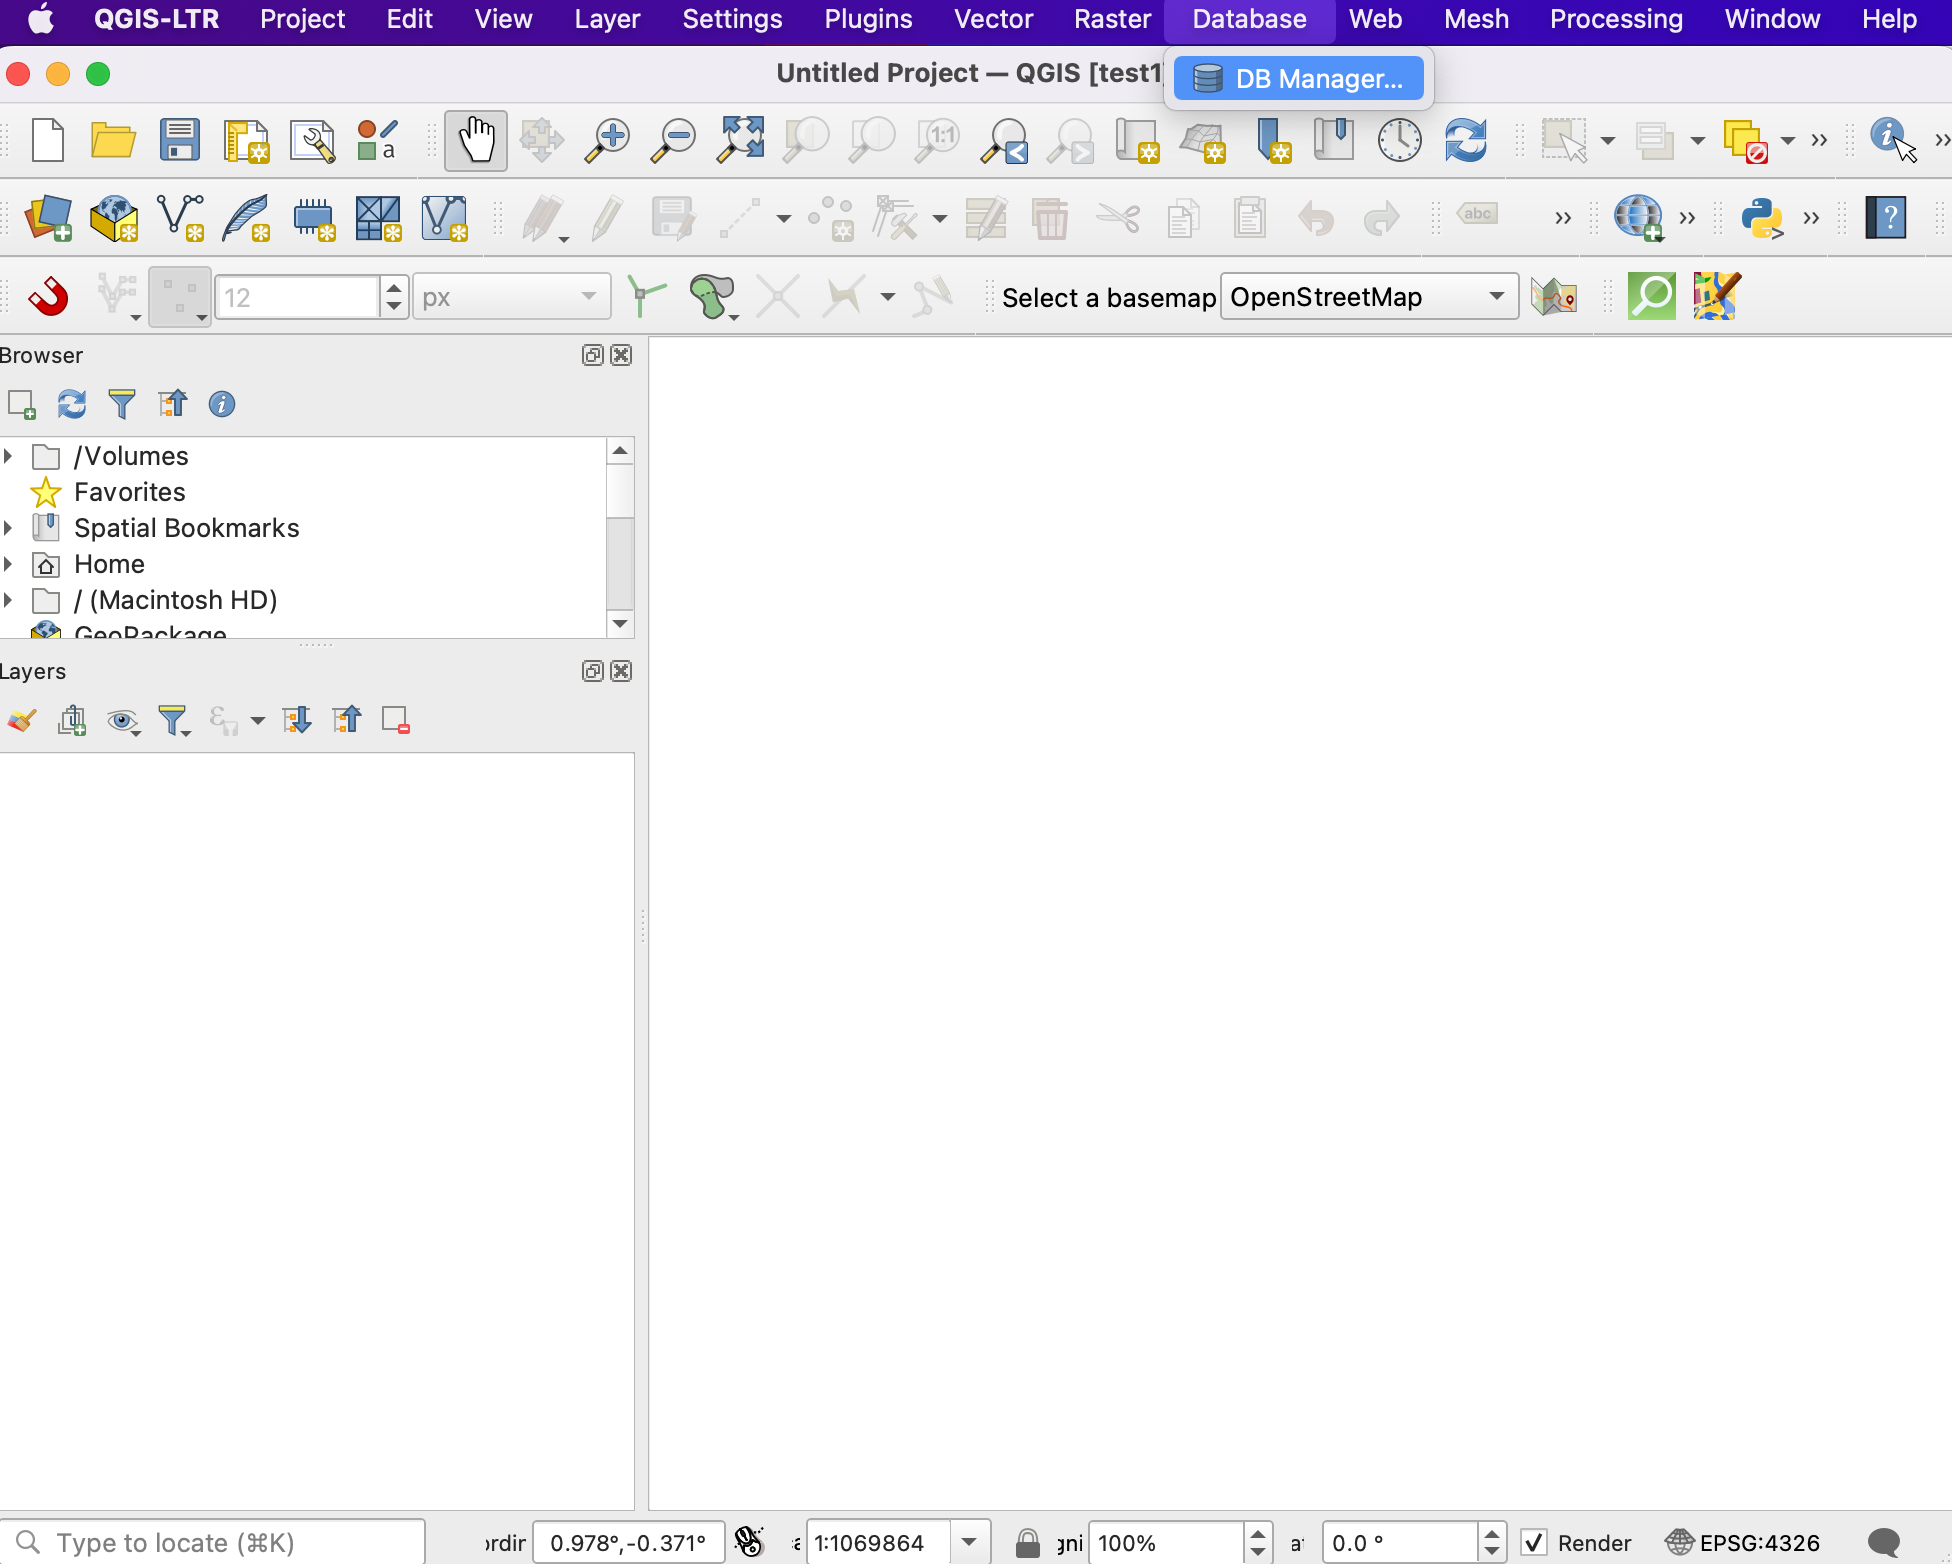 QGIS-LTR Project Edit View Layer Settings Plugins Vector Raster Database Web Mesh Processing Window Help
Untitled Project — QGIS [test1
DB Manager...
1:1
a
abc
?
12
px
Select a basemap
OpenStreetMap
Browser
/Volumes
Favorites
Spatial Bookmarks
Home
/ (Macintosh HD)
GeoPackage
Layers
Type to locate (⌘K)
ordir
0.978°,-0.371°
1:1069864
gni
100%
0.0 °
Render
EPSG:4326